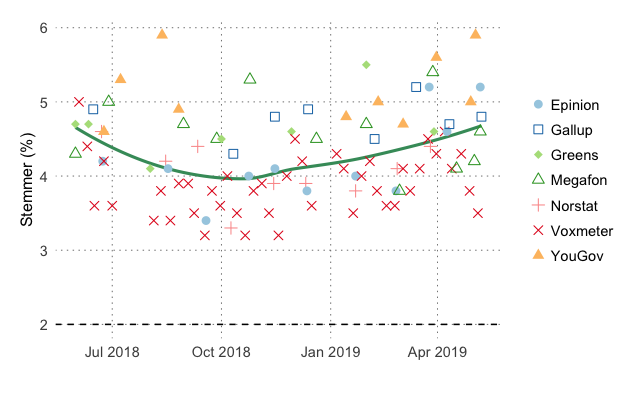 6
5
4
3
2
Stemmer (%)
Jul 2018
Oct 2018
Jan 2019
Apr 2019
Epinion
Gallup
Greens
Megafon
Norstat
Voxmeter
YouGov